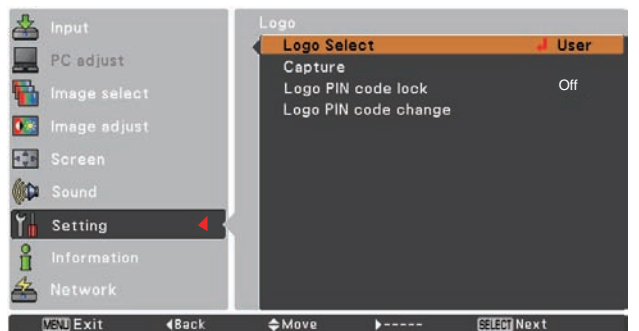 Input
PC adjust
Image select
Image adjust
Screen
Sound
Setting
Information
Network
Logo
Logo Select User
Capture
Logo PIN code lock Off
Logo PIN code change
MENU Exit Back Move ----- SELECT Next